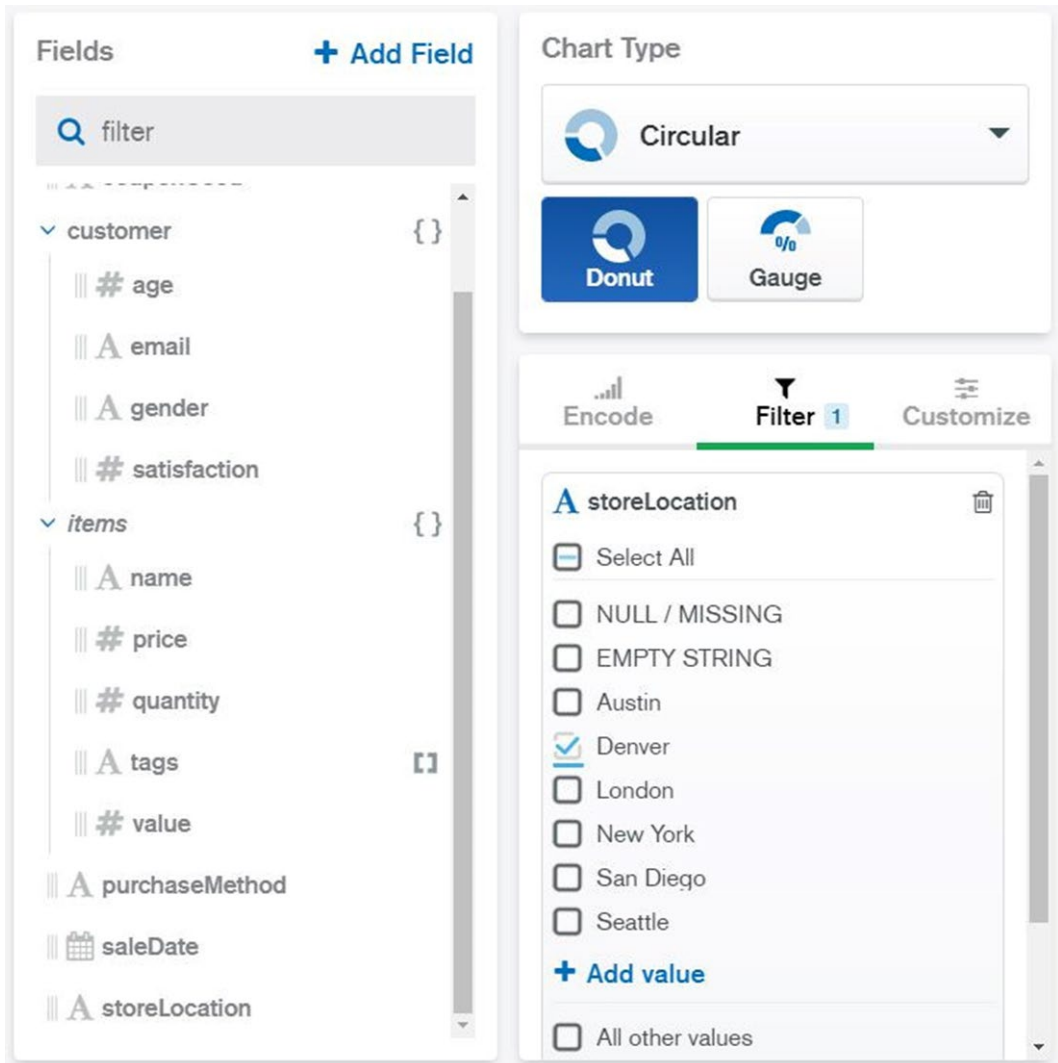 Fields
+ Add Field
filter
customer { }
# age
A email
A gender
# satisfaction
items { }
A name
# price
# quantity
A tags [ ]
# value
A purchaseMethod
saleDate
A storeLocation
Chart Type
Circular
Donut
% Gauge
Encode
Filter 1
Customize
A storeLocation
Select All
NULL / MISSING
EMPTY STRING
Austin
Denver
London
New York
San Diego
Seattle
+ Add value
All other values